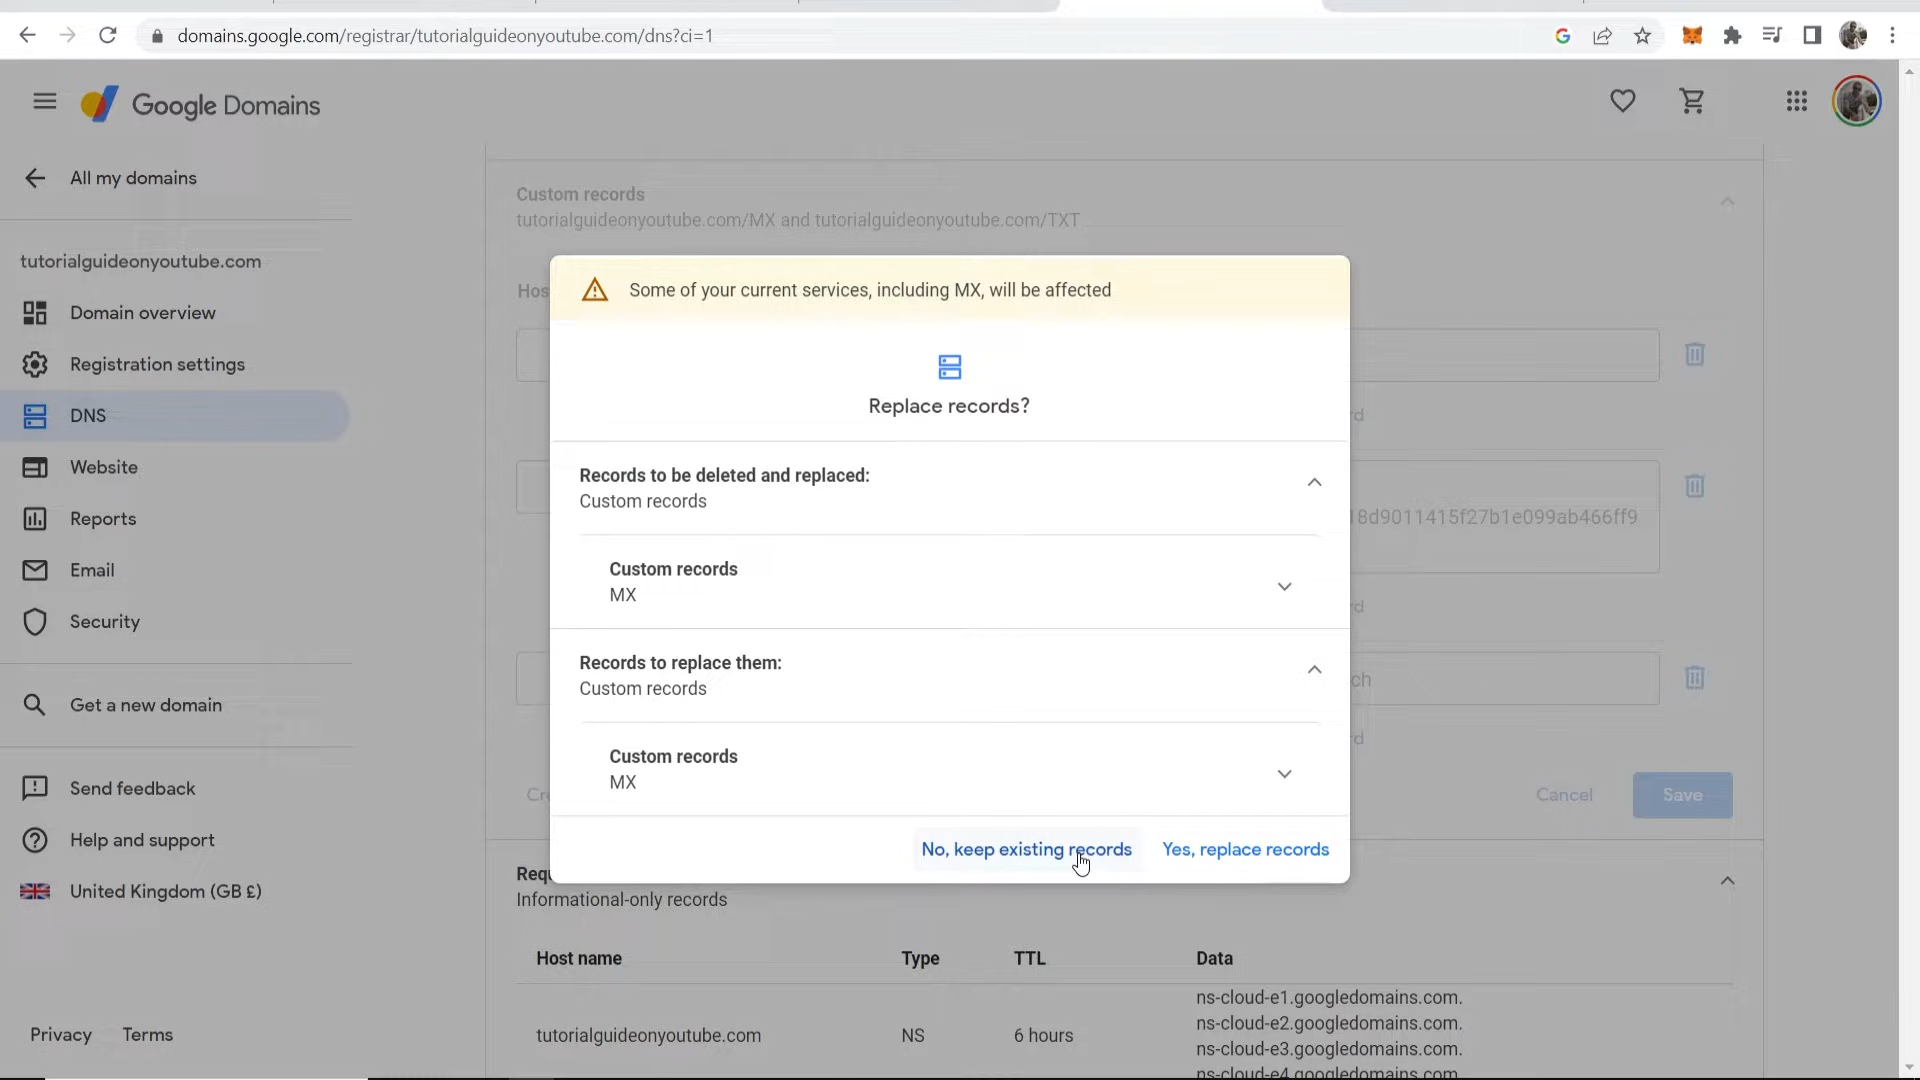 domains.google.com/registrar/tutorialguideonyoutube.com/dns?ci=1
Google Domains
All my domains
tutorialguideonyoutube.com
Domain overview
Registration settings
DNS
Website
Reports
Email
Security
Get a new domain
Send feedback
Help and support
United Kingdom (GB £)
Privacy Terms
Custom records
tutorialguideonyoutube.com/MX and tutorialguideonyoutube.com/TXT
Some of your current services, including MX, will be affected
Replace records?
Records to be deleted and replaced:
Custom records
Custom records
MX
Records to replace them:
Custom records
Custom records
MX
No, keep existing records Yes, replace records
18d9011415f27b1e099ab466ff9
Cancel Save
Informational-only records
Host name Type TTL Data
tutorialguideonyoutube.com NS 6 hours
ns-cloud-e1.googledomains.com.
ns-cloud-e2.googledomains.com.
ns-cloud-e3.googledomains.com.
ns-cloud-e4.googledomains.com.